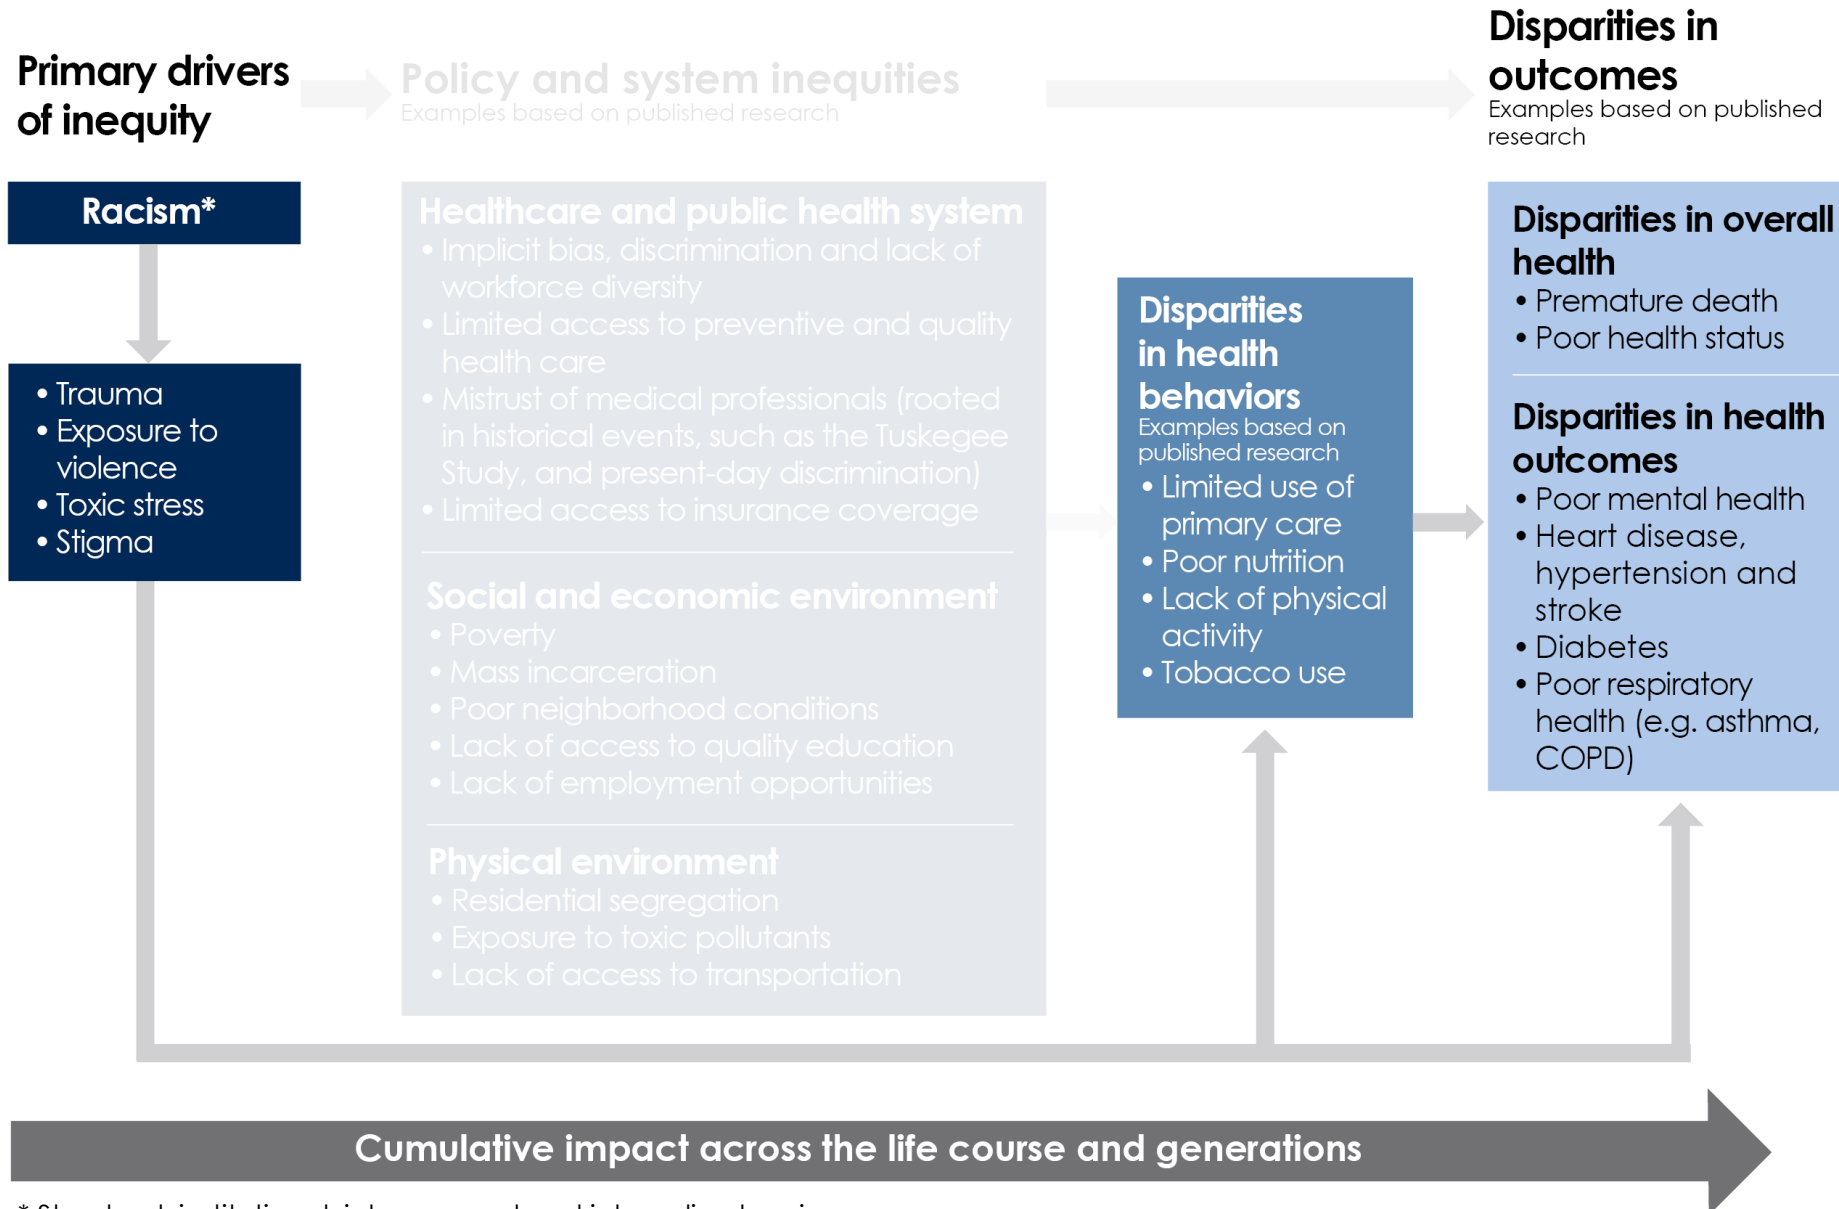 Primary drivers
of inequity
Policy and system inequities
Examples based on published research
Disparities in
outcomes
Examples based on published
research
Racism*
• Trauma
• Exposure to
violence
• Toxic stress
• Stigma
Healthcare and public health system
• Implicit bias, discrimination and lack of
workforce diversity
• Limited access to preventive and quality
health care
• Mistrust of medical professionals (rooted
in historical events, such as the Tuskegee
Study, and present-day discrimination)
• Limited access to insurance coverage
Social and economic environment
• Poverty
• Mass incarceration
• Poor neighborhood conditions
• Lack of access to quality education
• Lack of employment opportunities
Physical environment
• Residential segregation
• Exposure to toxic pollutants
• Lack of access to transportation
Disparities
in health
behaviors
Examples based on
published research
• Limited use of
primary care
• Poor nutrition
• Lack of physical
activity
• Tobacco use
Disparities in overall
health
• Premature death
• Poor health status
Disparities in health
outcomes
• Poor mental health
• Heart disease,
hypertension and
stroke
• Diabetes
• Poor respiratory
health (e.g. asthma,
COPD)
Cumulative impact across the life course and generations